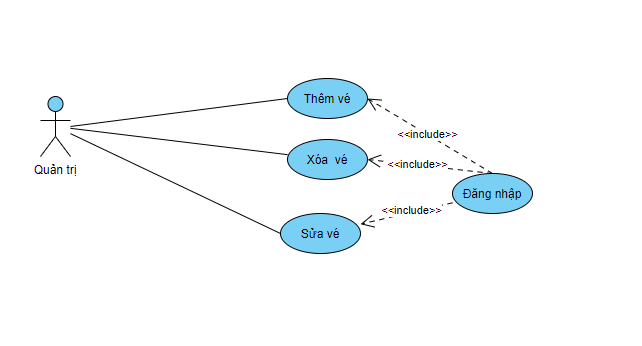 Thêm vé
<<include>>
Quản trị
Xóa vé
<<include>>
Đăng nhập
<<include>>
Sửa vé